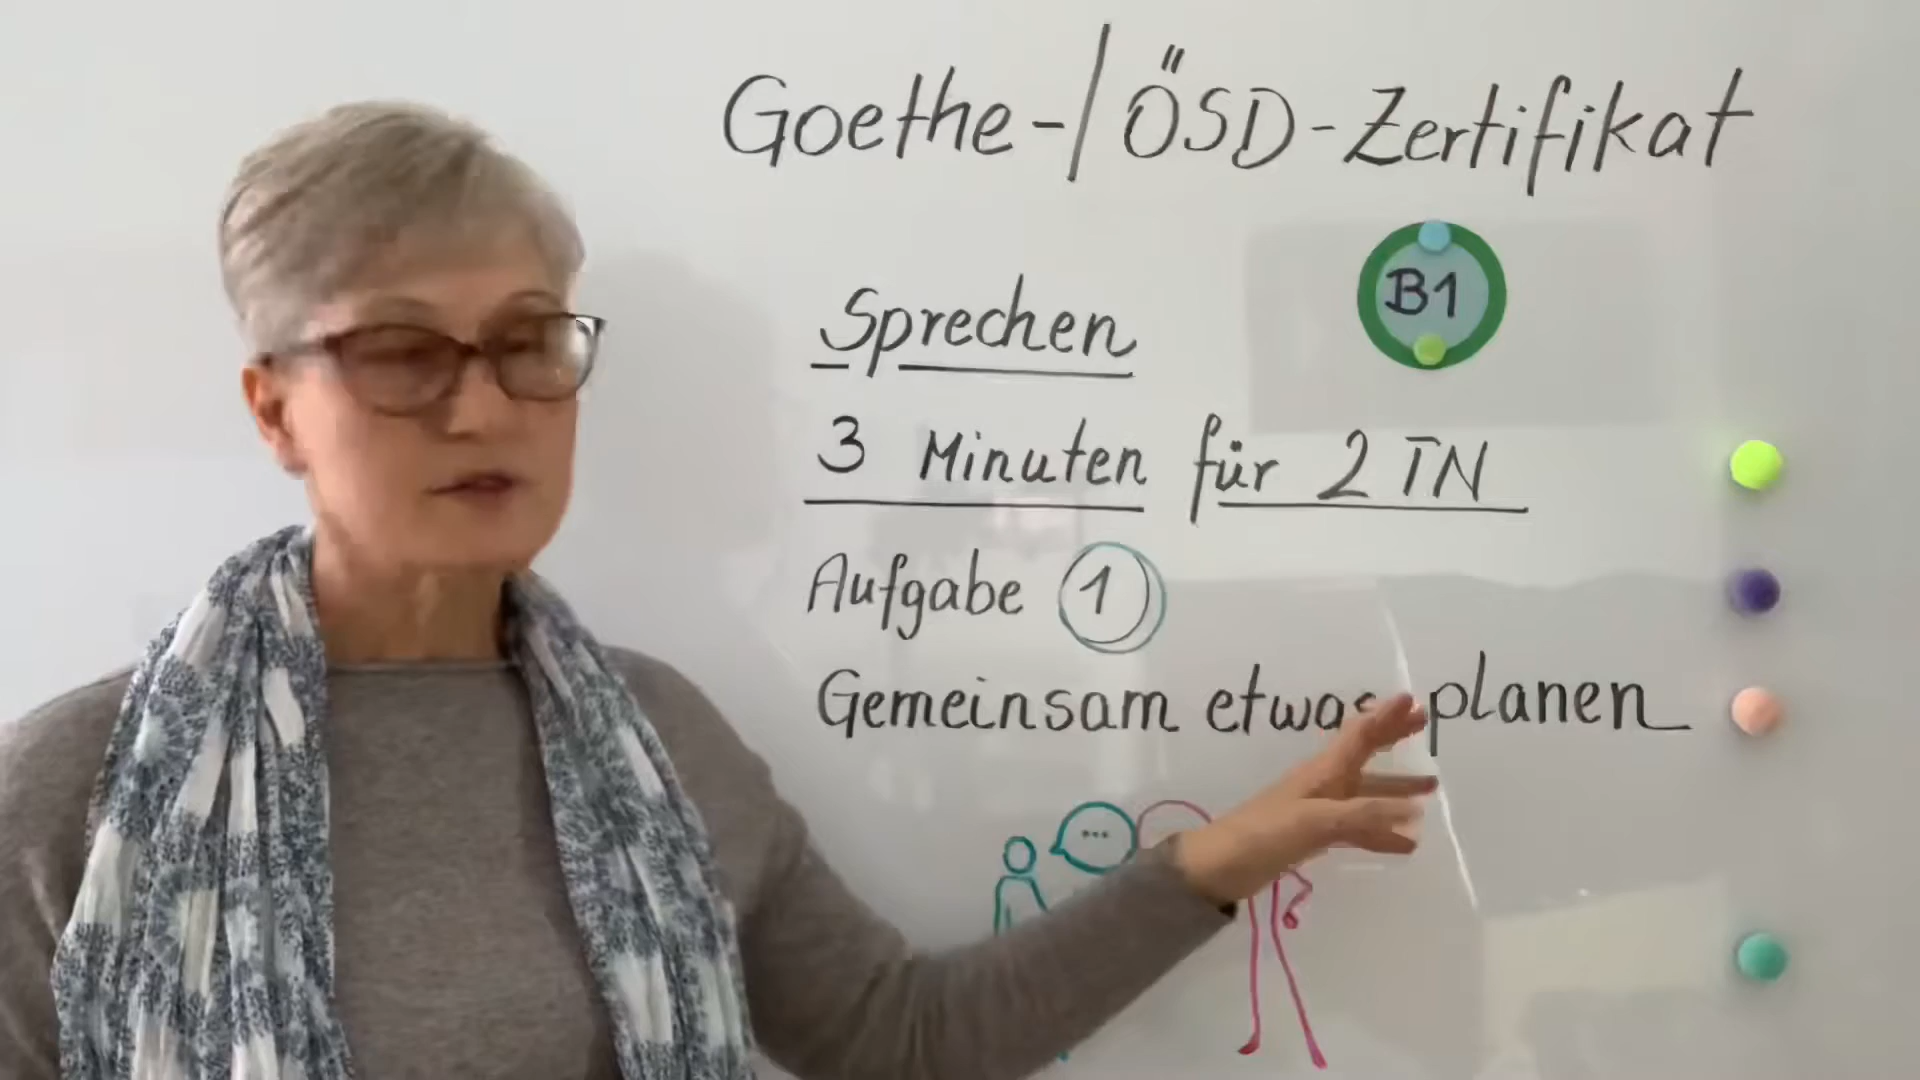 Goethe-/ÖSD-Zertifikat
B1
Sprechen
3 Minuten für 2 TN
Aufgabe 1
Gemeinsam etwas planen
...